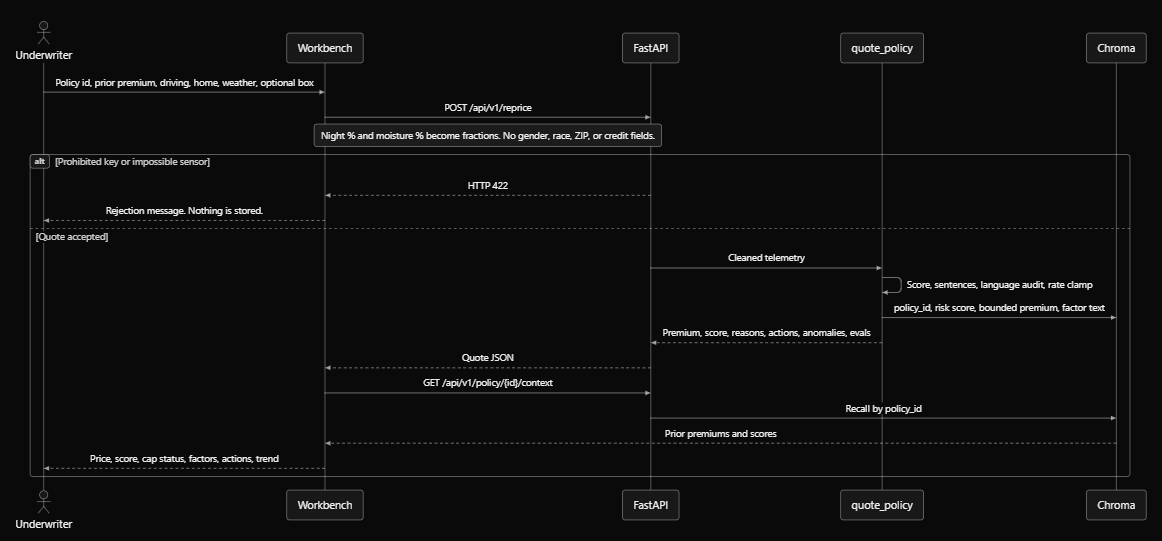 Underwriter
Workbench
FastAPI
quote_policy
Chroma
Policy id, prior premium, driving, home, weather, optional box
POST /api/v1/reprice
Night % and moisture % become fractions. No gender, race, ZIP, or credit fields.
alt
[Prohibited key or impossible sensor]
HTTP 422
Rejection message. Nothing is stored.
[Quote accepted]
Cleaned telemetry
Score, sentences, language audit, rate clamp
policy_id, risk score, bounded premium, factor text
Premium, score, reasons, actions, anomalies, evals
Quote JSON
GET /api/v1/policy/{id}/context
Recall by policy_id
Prior premiums and scores
Price, score, cap status, factors, actions, trend
Underwriter
Workbench
FastAPI
quote_policy
Chroma